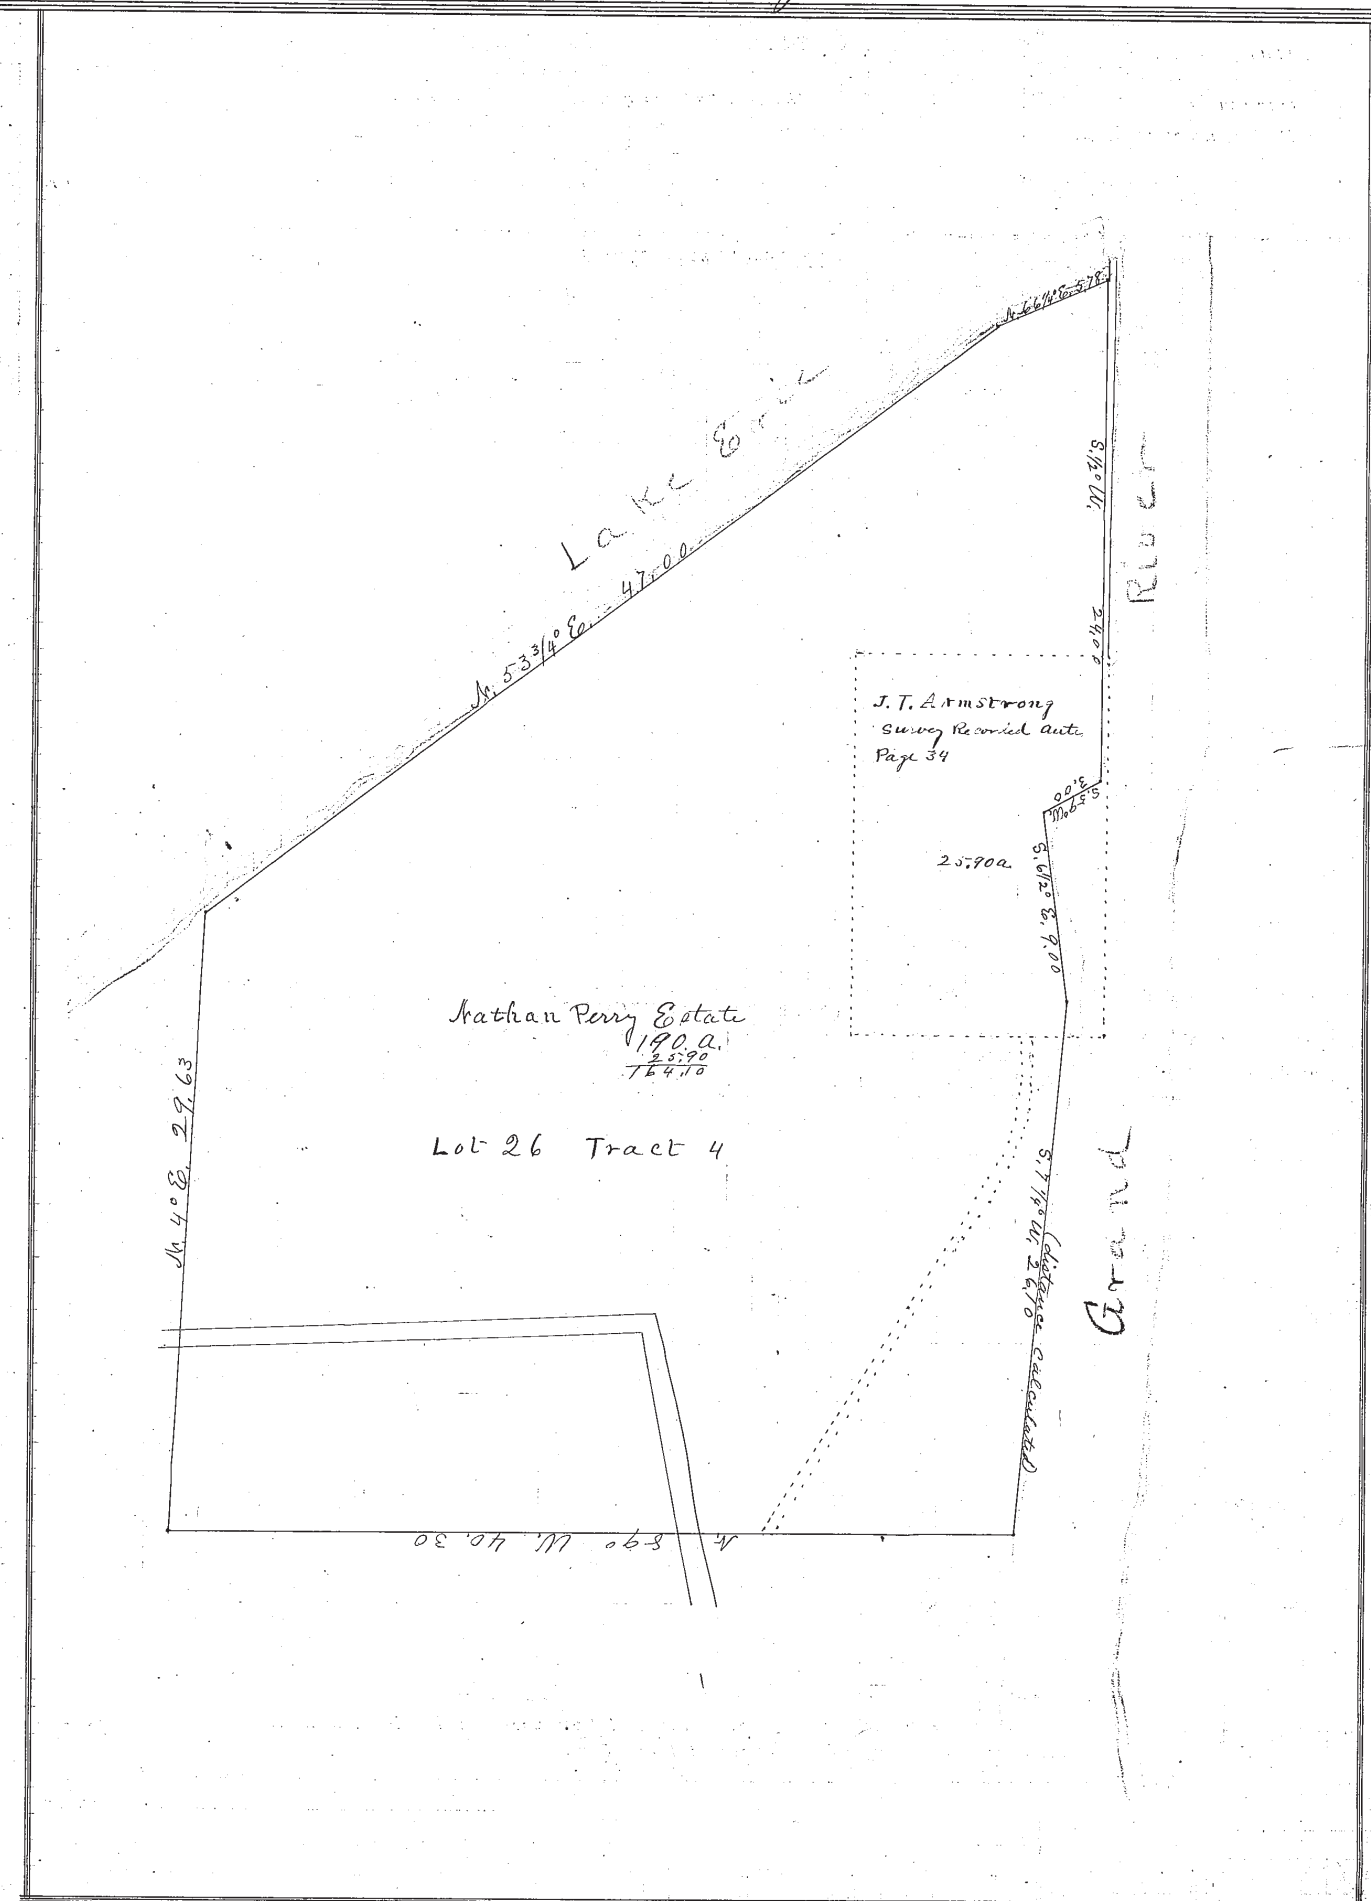 N. 66 1/4° E. 5.78
Lake Erie
S. 1/2° W. 24.00
River
N. 53 3/4° E. 47.00
J. T. Armstrong
Survey Recorded ante
Page 34
S. 59° W.
3.00
25.90 a.
S. 6 1/2° E. 9.00
Nathan Perry Estate
190. a.
25.90
164.10
N. 4° E. 29.63
Lot 26 Tract 4
S. 7 1/4° W. 26.10
(distance calculated)
Grand
N. 89° W. 40.30